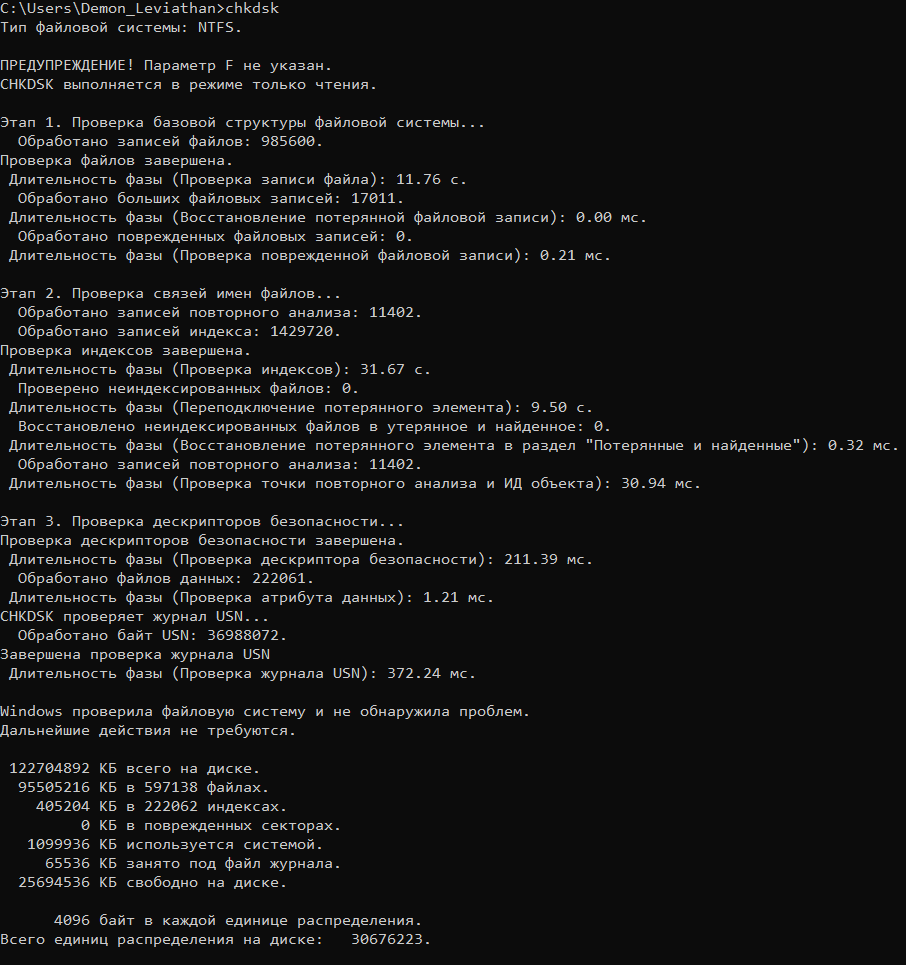 C:\Users\Demon_Leviathan>chkdsk
Тип файловой системы: NTFS.
ПРЕДУПРЕЖДЕНИЕ! Параметр F не указан.
CHKDSK выполняется в режиме только чтения.
Этап 1. Проверка базовой структуры файловой системы...
Обработано записей файлов: 985600.
Проверка файлов завершена.
Длительность фазы (Проверка записи файла): 11.76 с.
Обработано больших файловых записей: 17011.
Длительность фазы (Восстановление потерянной файловой записи): 0.00 мс.
Обработано поврежденных файловых записей: 0.
Длительность фазы (Проверка поврежденной файловой записи): 0.21 мс.
Этап 2. Проверка связей имен файлов...
Обработано записей повторного анализа: 11402.
Обработано записей индекса: 1429720.
Проверка индексов завершена.
Длительность фазы (Проверка индексов): 31.67 с.
Проверено неиндексированных файлов: 0.
Длительность фазы (Переподключение потерянного элемента): 9.50 с.
Восстановлено неиндексированных файлов в утерянное и найденное: 0.
Длительность фазы (Восстановление потерянного элемента в раздел "Потерянные и найденные"): 0.32 мс.
Обработано записей повторного анализа: 11402.
Длительность фазы (Проверка точки повторного анализа и ИД объекта): 30.94 мс.
Этап 3. Проверка дескрипторов безопасности...
Проверка дескрипторов безопасности завершена.
Длительность фазы (Проверка дескриптора безопасности): 211.39 мс.
Обработано файлов данных: 222061.
Длительность фазы (Проверка атрибута данных): 1.21 мс.
CHKDSK проверяет журнал USN...
Обработано байт USN: 36988072.
Завершена проверка журнала USN
Длительность фазы (Проверка журнала USN): 372.24 мс.
Windows проверила файловую систему и не обнаружила проблем.
Дальнейшие действия не требуются.
122704892 КБ всего на диске.
95505216 КБ в 597138 файлах.
405204 КБ в 222062 индексах.
0 КБ в поврежденных секторах.
1099936 КБ используется системой.
65536 КБ занято под файл журнала.
25694536 КБ свободно на диске.
4096 байт в каждой единице распределения.
Всего единиц распределения на диске: 30676223.